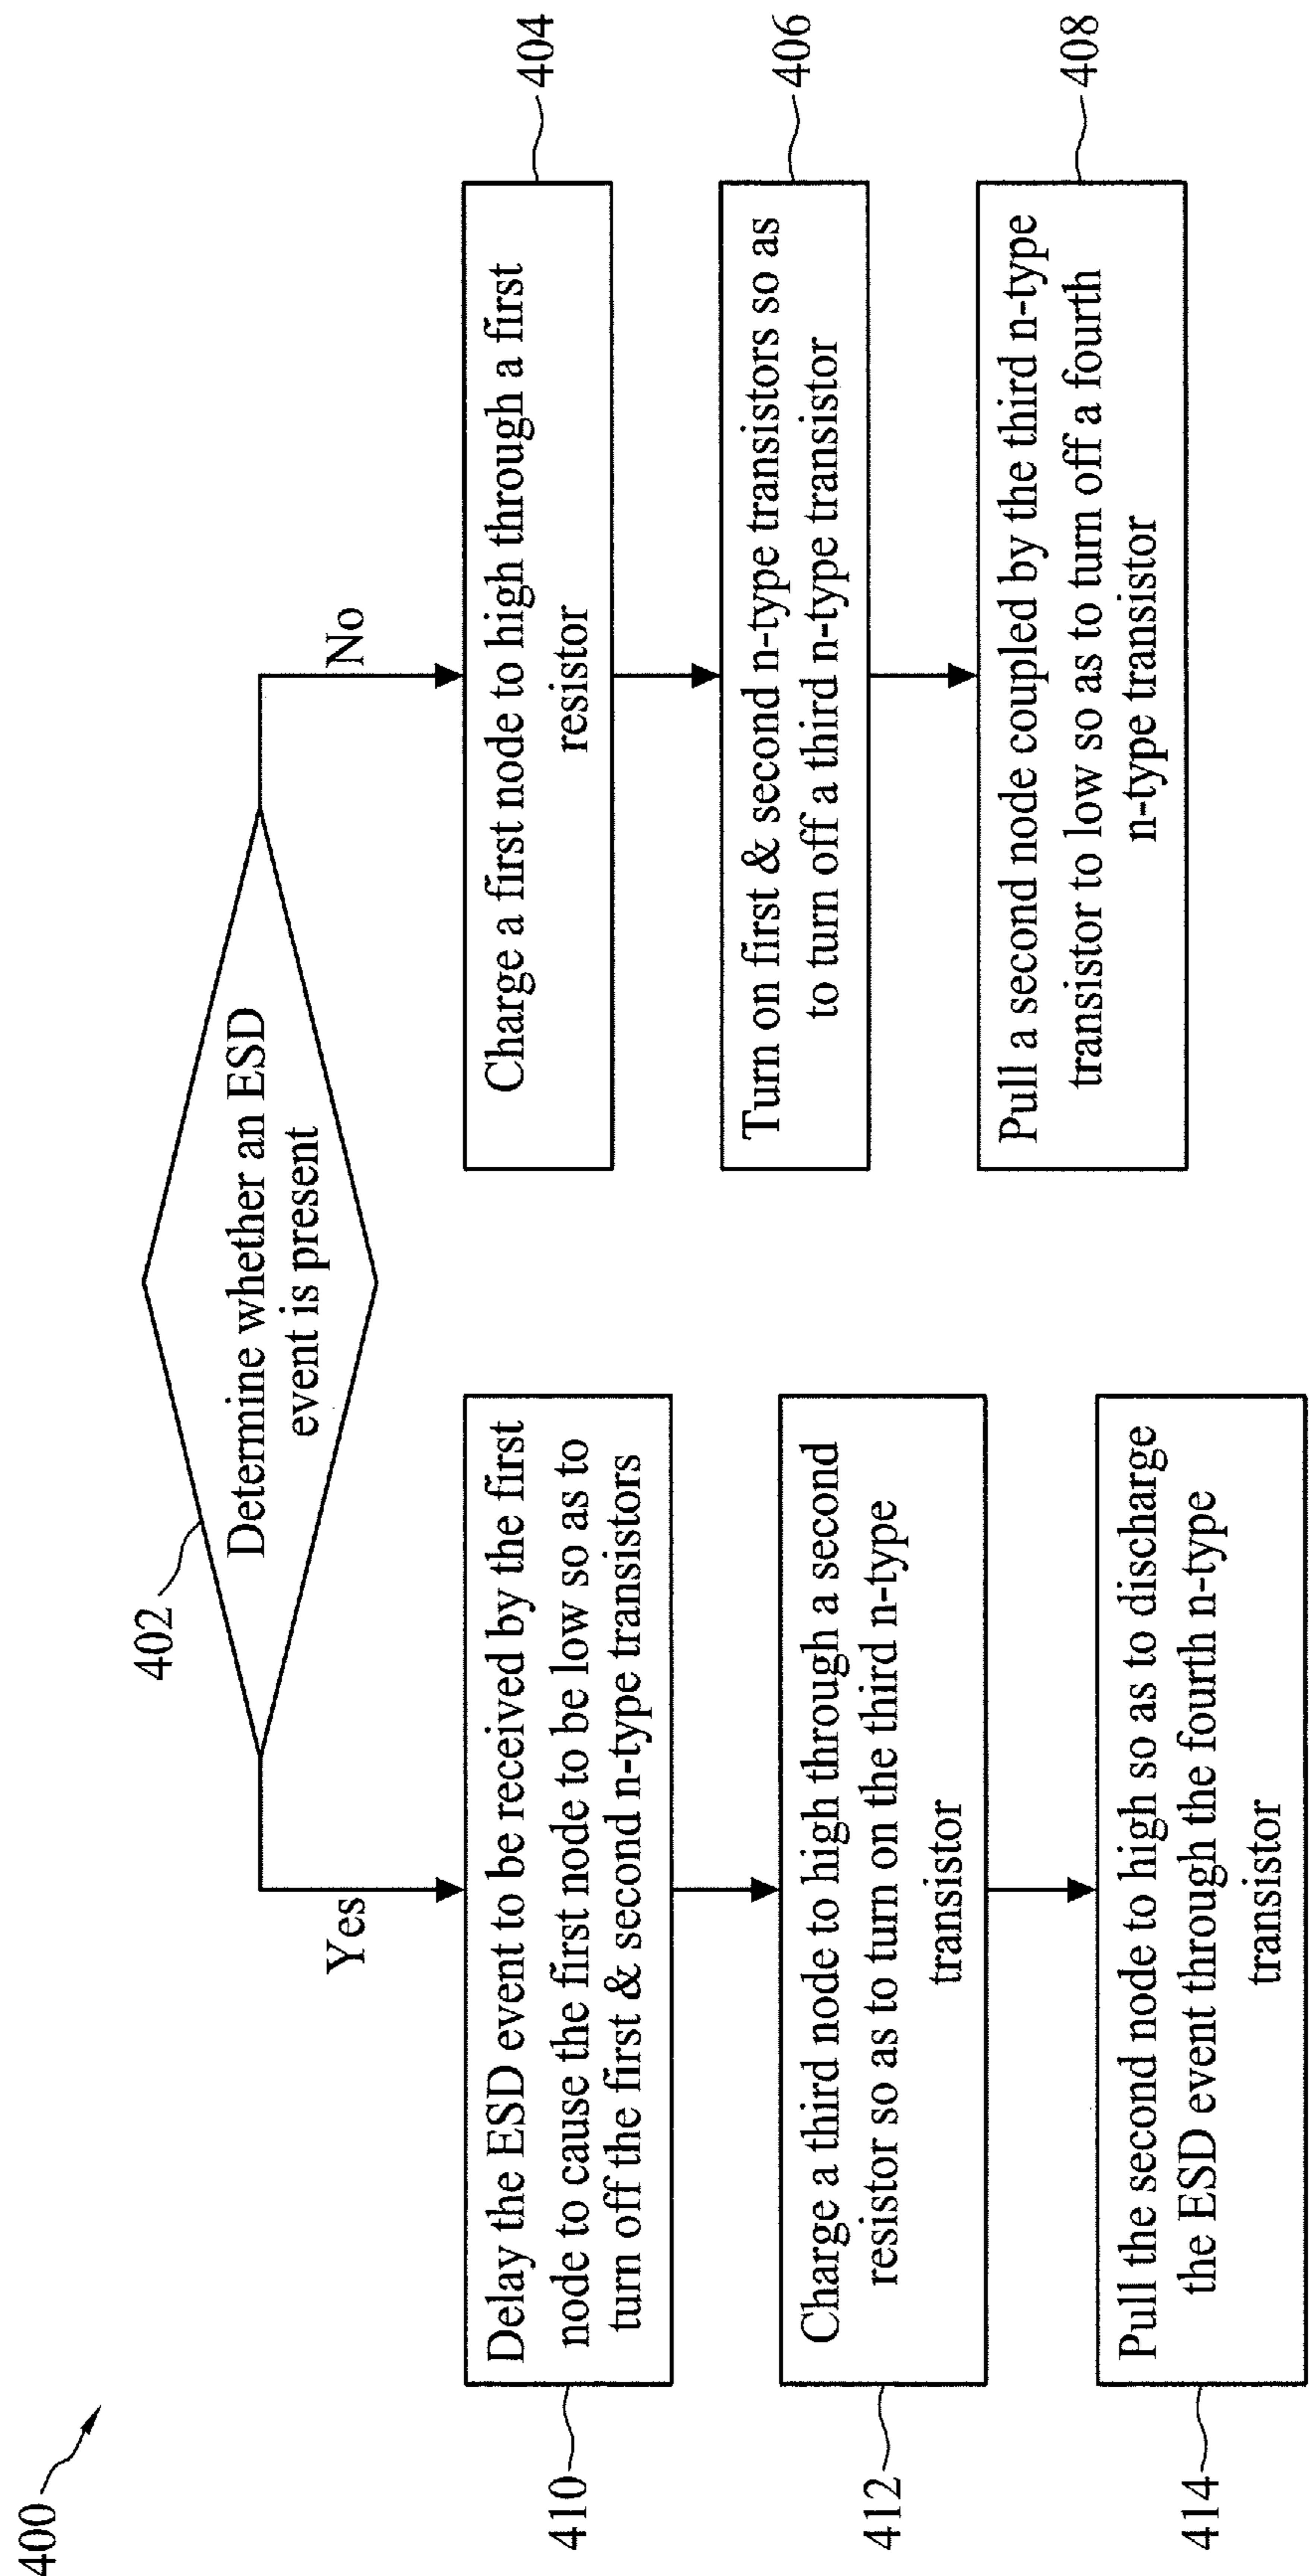 400
402
Determine whether an ESD
event is present
Yes
No
Delay the ESD event to be received by the first
node to cause the first node to be low so as to
turn off the first & second n-type transistors
410
Charge a third node to high through a second
resistor so as to turn on the third n-type
transistor
412
Pull the second node to high so as to discharge
the ESD event through the fourth n-type
transistor
414
Charge a first node to high through a first
resistor
404
Turn on first & second n-type transistors so as
to turn off a third n-type transistor
406
Pull a second node coupled by the third n-type
transistor to low so as to turn off a fourth
n-type transistor
408